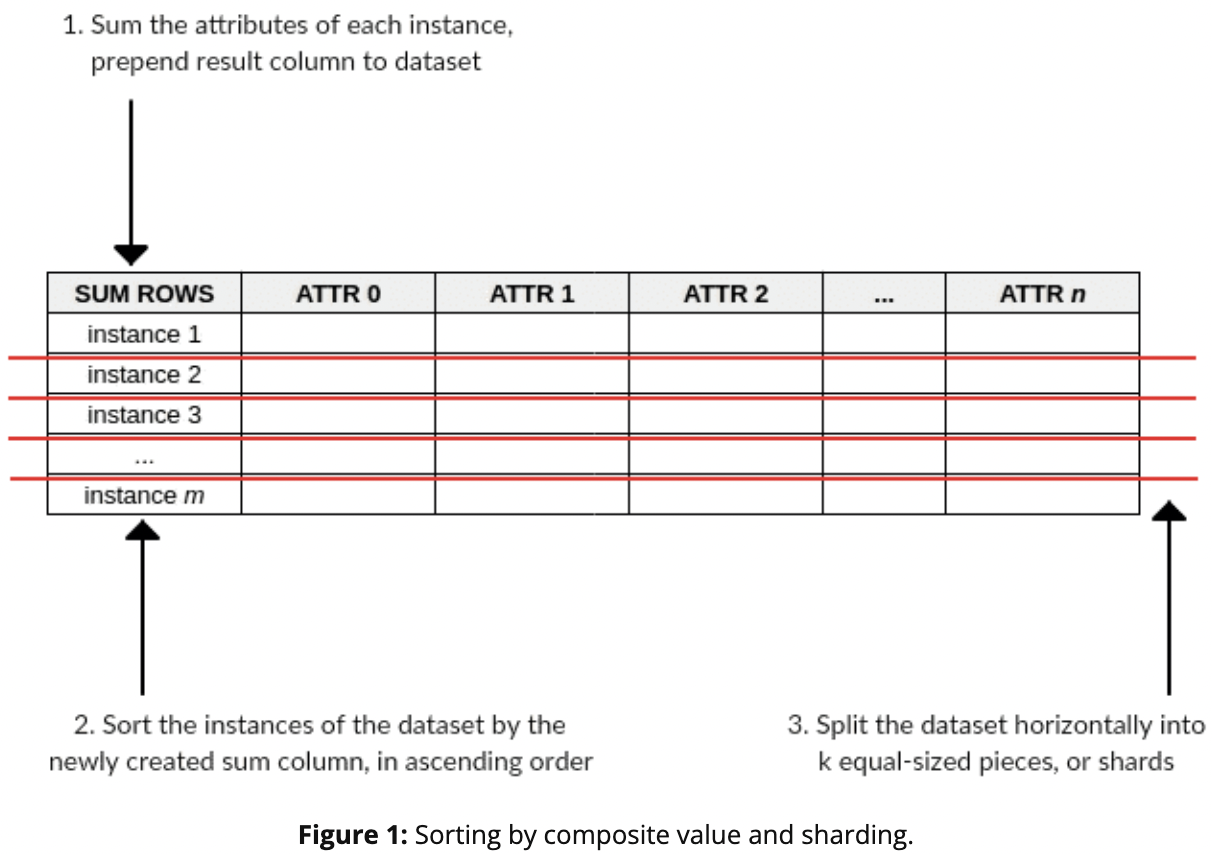 1. Sum the attributes of each instance,
prepend result column to dataset
SUM ROWS ATTR 0 ATTR 1 ATTR 2 ... ATTR n
instance 1
instance 2
instance 3
...
instance m
2. Sort the instances of the dataset by the
newly created sum column, in ascending order
3. Split the dataset horizontally into
k equal-sized pieces, or shards
Figure 1: Sorting by composite value and sharding.